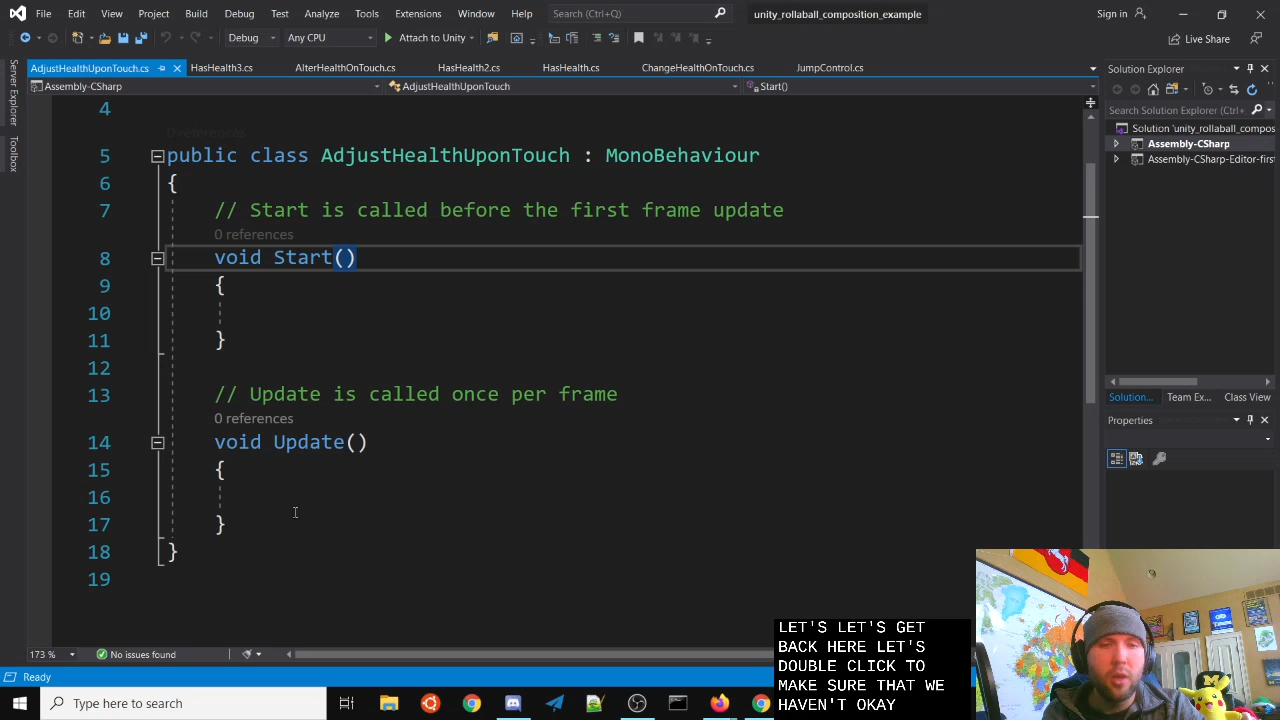 File Edit View Project Build Debug Test Analyze Tools Extensions Window Help Search (Ctrl+Q) unity_rollaball_composition_example Sign in
Debug Any CPU Attach to Unity Live Share
AdjustHealthUponTouch.cs HasHealth3.cs AlterHealthOnTouch.cs HasHealth2.cs HasHealth.cs ChangeHealthOnTouch.cs JumpControl.cs
Assembly-CSharp AdjustHealthUponTouch Start()
Server Explorer
Toolbox
4
0 references
5 public class AdjustHealthUponTouch : MonoBehaviour
6 {
7 // Start is called before the first frame update
0 references
8 void Start()
9 {
10
11 }
12
13 // Update is called once per frame
0 references
14 void Update()
15 {
16
17 }
18 }
19
Solution Explorer
Search Solution Explorer (Ctrl+
Solution 'unity_rollaball_compos
Assembly-CSharp
Assembly-CSharp-Editor-first
Solution... Team Ex... Class View
Properties
173 % No issues found
Ready
LET'S LET'S GET
BACK HERE LET'S
DOUBLE CLICK TO
MAKE SURE THAT WE
HAVEN'T OKAY
Type here to search